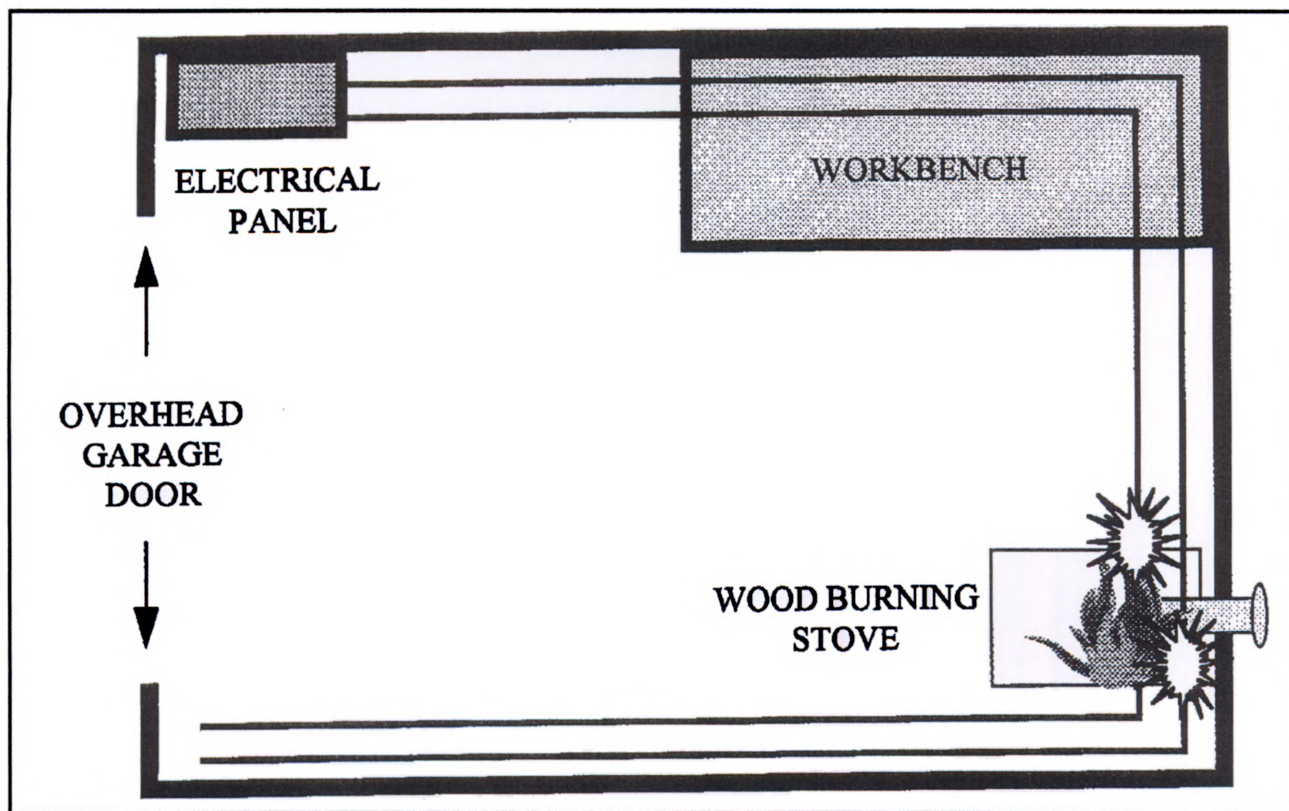 ELECTRICAL
PANEL
WORKBENCH
OVERHEAD
GARAGE
DOOR
WOOD BURNING
STOVE